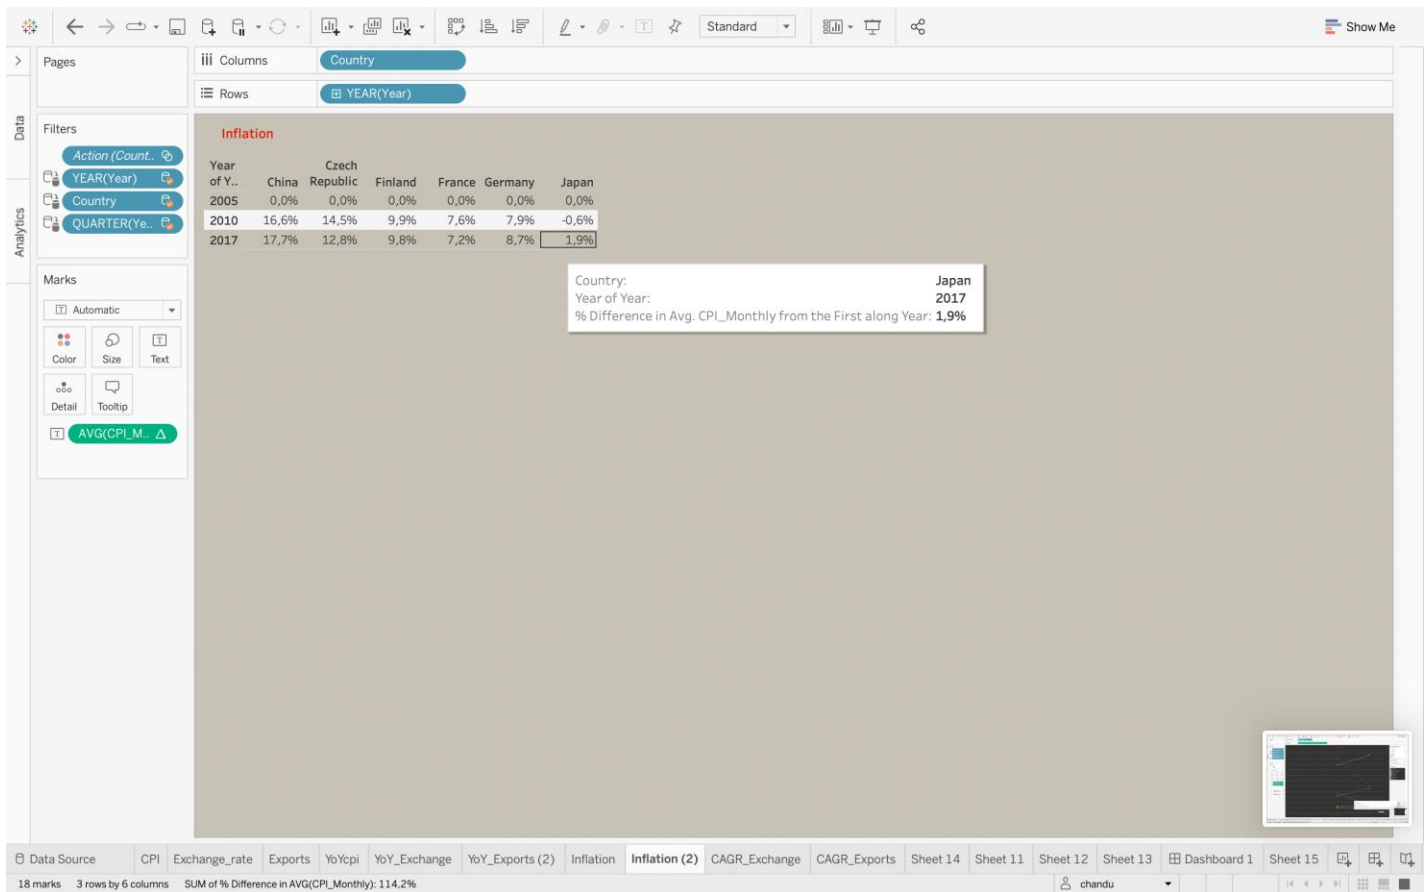 Standard
Show Me
Pages
Columns
Country
Rows
YEAR(Year)
Data
Analytics
Filters
Action (Count..
YEAR(Year)
Country
QUARTER(Ye..
Marks
Automatic
Color Size Text
Detail Tooltip
AVG(CPI_M..
Inflation
Year Czech
of Y.. China Republic Finland France Germany Japan
2005 0,0% 0,0% 0,0% 0,0% 0,0% 0,0%
2010 16,6% 14,5% 9,9% 7,6% 7,9% -0,6%
2017 17,7% 12,8% 9,8% 7,2% 8,7% 1,9%
Country: Japan
Year of Year: 2017
% Difference in Avg. CPI_Monthly from the First along Year: 1,9%
Data Source CPI Exchange_rate Exports YoYcpi YoY_Exchange YoY_Exports (2) Inflation Inflation (2) CAGR_Exchange CAGR_Exports Sheet 14 Sheet 11 Sheet 12 Sheet 13 Dashboard 1 Sheet 15
18 marks 3 rows by 6 columns SUM of % Difference in AVG(CPI_Monthly): 114,2% chandu